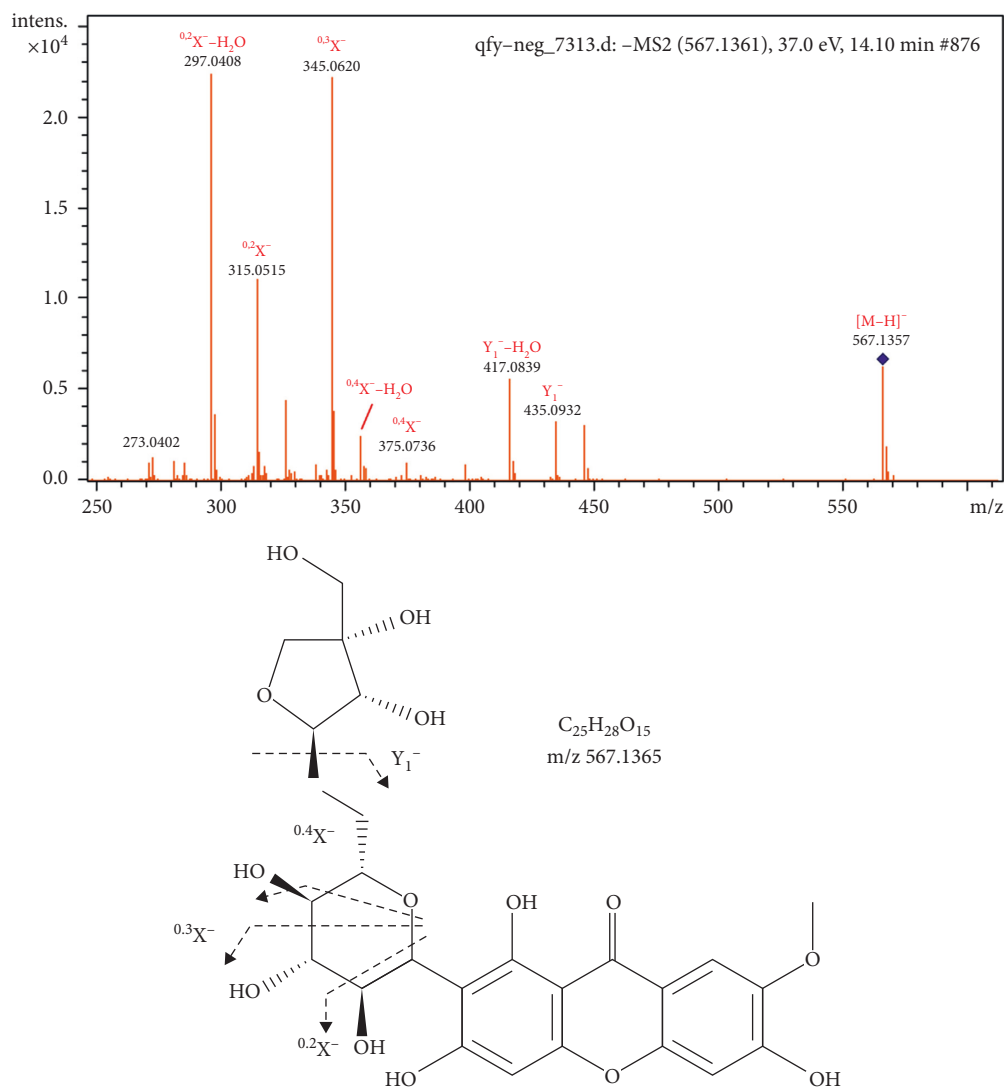 intens.
×10⁴
qfy–neg_7313.d: –MS2 (567.1361), 37.0 eV, 14.10 min #876
⁰,²X⁻–H₂O
297.0408
⁰,³X⁻
345.0620
2.0
1.5
⁰,²X⁻
315.0515
1.0
[M–H]⁻
567.1357
Y₁⁻–H₂O
417.0839
⁰,⁴X⁻–H₂O
0.5
Y₁⁻
435.0932
⁰,⁴X⁻
375.0736
273.0402
0.0
250
300
350
400
450
500
550
m/z
HO
OH
O
OH
C₂₅H₂₈O₁₅
m/z 567.1365
Y₁⁻
⁰.⁴X⁻
HO
O
OH
O
⁰.³X⁻
O
HO
⁰.²X⁻
OH
HO
O
OH